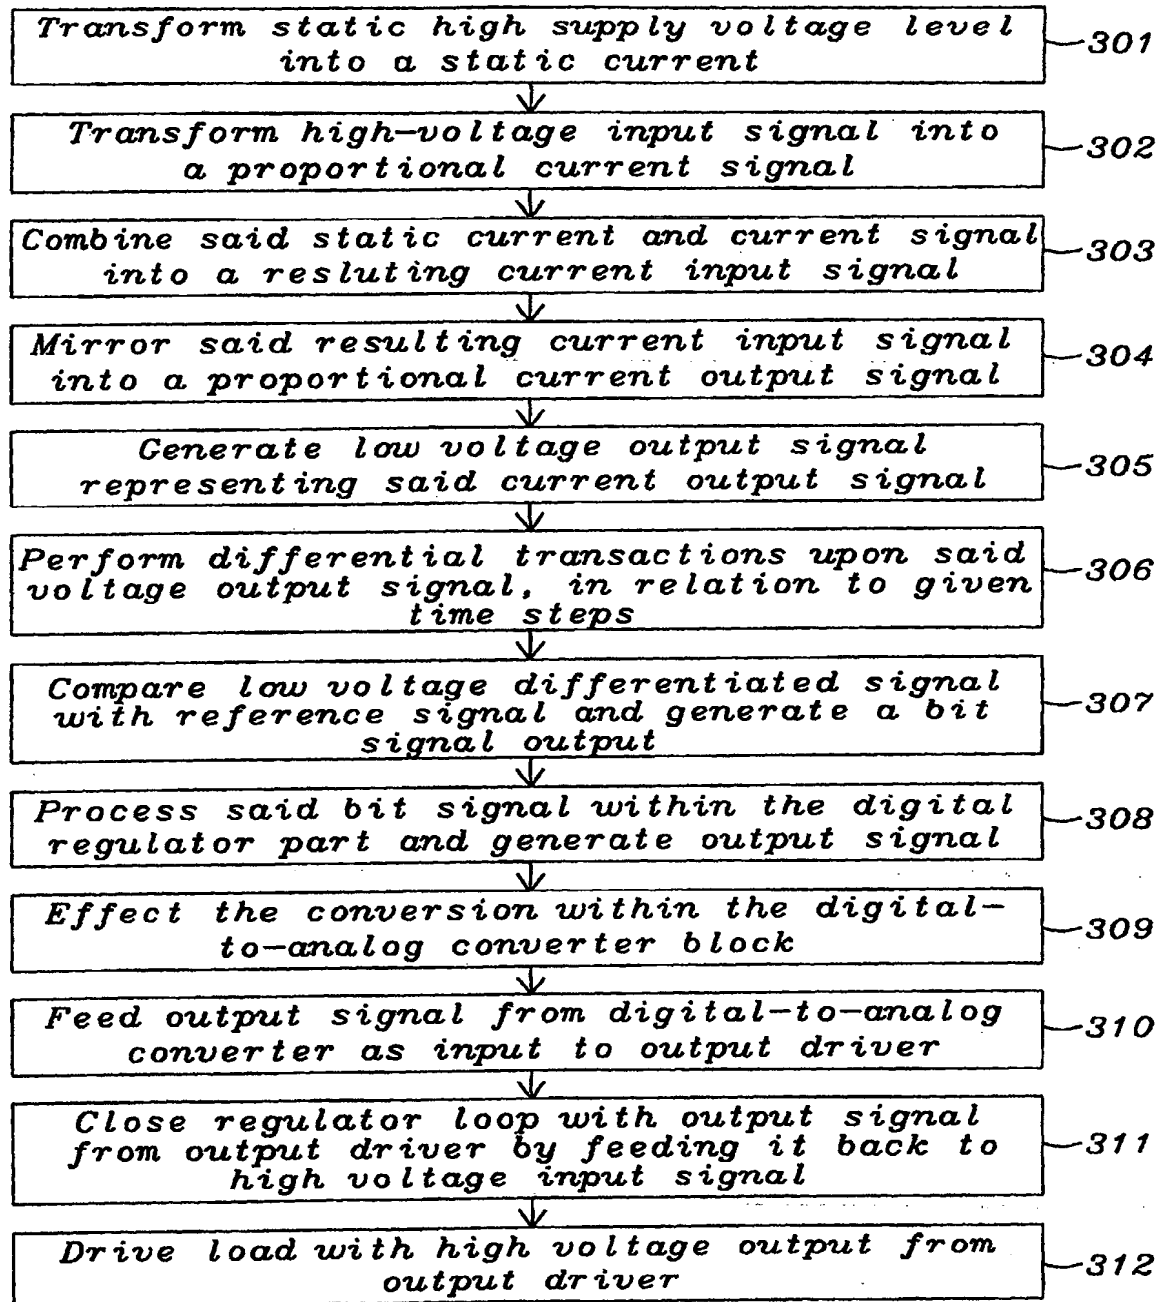 Transform static high supply voltage level
into a static current
301
Transform high-voltage input signal into
a proportional current signal
302
Combine said static current and current signal
into a resluting current input signal
303
Mirror said resulting current input signal
into a proportional current output signal
304
Generate low voltage output signal
representing said current output signal
305
Perform differential transactions upon said
voltage output signal, in relation to given
time steps
306
Compare low voltage differentiated signal
with reference signal and generate a bit
signal output
307
Process said bit signal within the digital
regulator part and generate output signal
308
Effect the conversion within the digital-
to-analog converter block
309
Feed output signal from digital-to-analog
converter as input to output driver
310
Close regulator loop with output signal
from output driver by feeding it back to
high voltage input signal
311
Drive load with high voltage output from
output driver
312